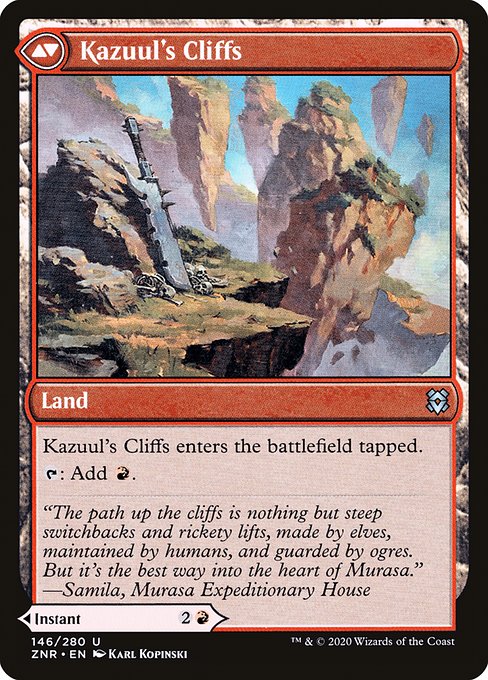 Kazuul's Cliffs
Land
Kazuul's Cliffs enters the battlefield tapped.
: Add .
“The path up the cliffs is nothing but steep
switchbacks and rickety lifts, made by elves,
maintained by humans, and guarded by ogres.
But it's the best way into the heart of Murasa.”
—Samila, Murasa Expeditionary House
Instant 2
146/280 U
ZNR • EN Karl Kopinski
™ & © 2020 Wizards of the Coast